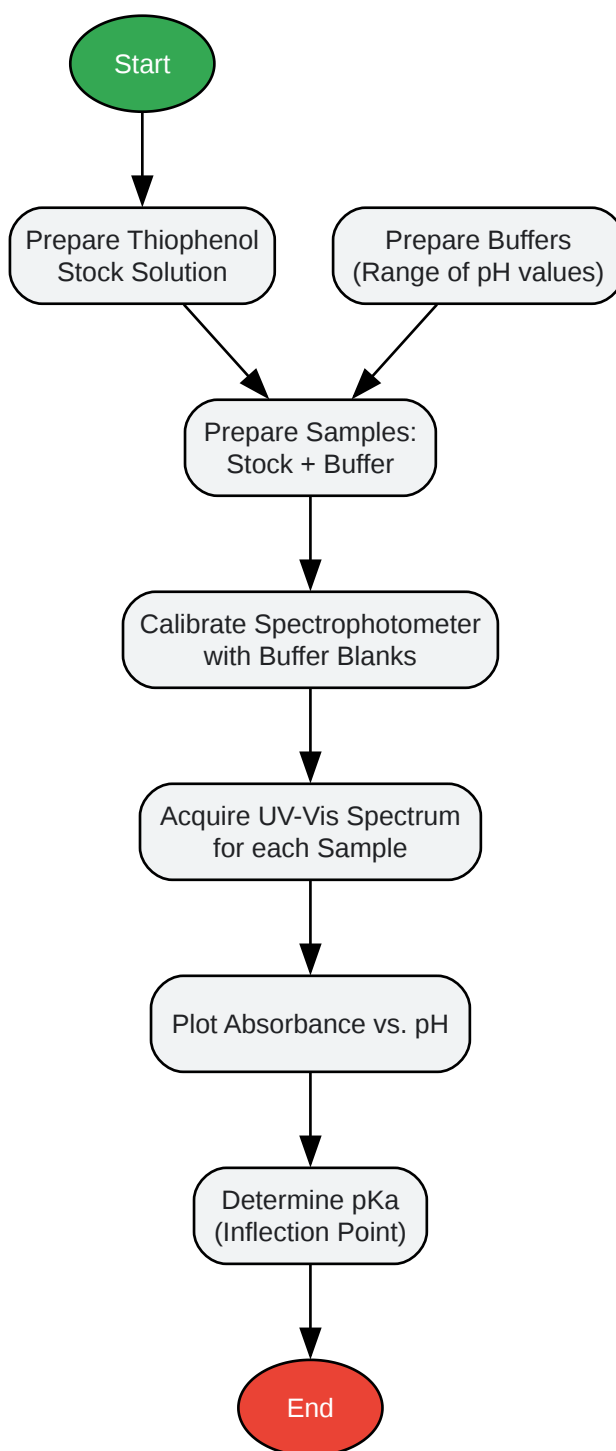 Start
Prepare Thiophenol
Stock Solution
Prepare Buffers
(Range of pH values)
Prepare Samples:
Stock + Buffer
Calibrate Spectrophotometer
with Buffer Blanks
Acquire UV-Vis Spectrum
for each Sample
Plot Absorbance vs. pH
Determine pKa
(Inflection Point)
End